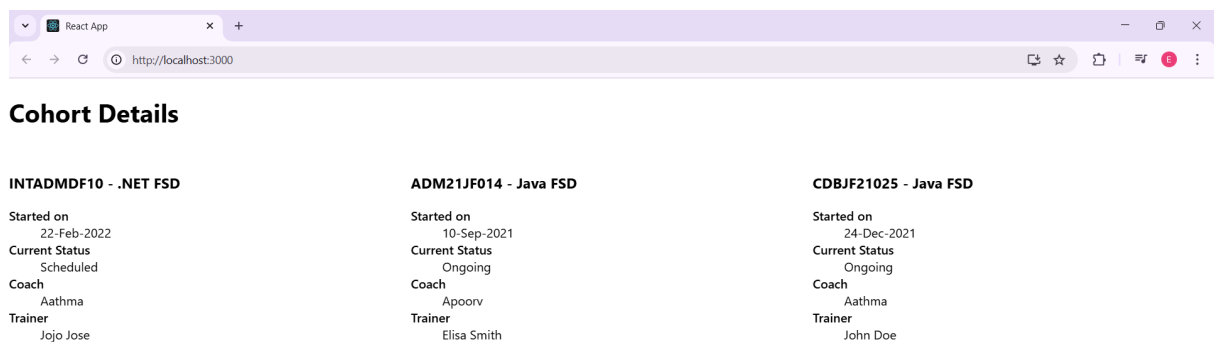 React App
http://localhost:3000
E
Cohort Details
INTADMDF10 - .NET FSD
Started on
22-Feb-2022
Current Status
Scheduled
Coach
Aathma
Trainer
Jojo Jose
ADM21JF014 - Java FSD
Started on
10-Sep-2021
Current Status
Ongoing
Coach
Apoorv
Trainer
Elisa Smith
CDBJF21025 - Java FSD
Started on
24-Dec-2021
Current Status
Ongoing
Coach
Aathma
Trainer
John Doe